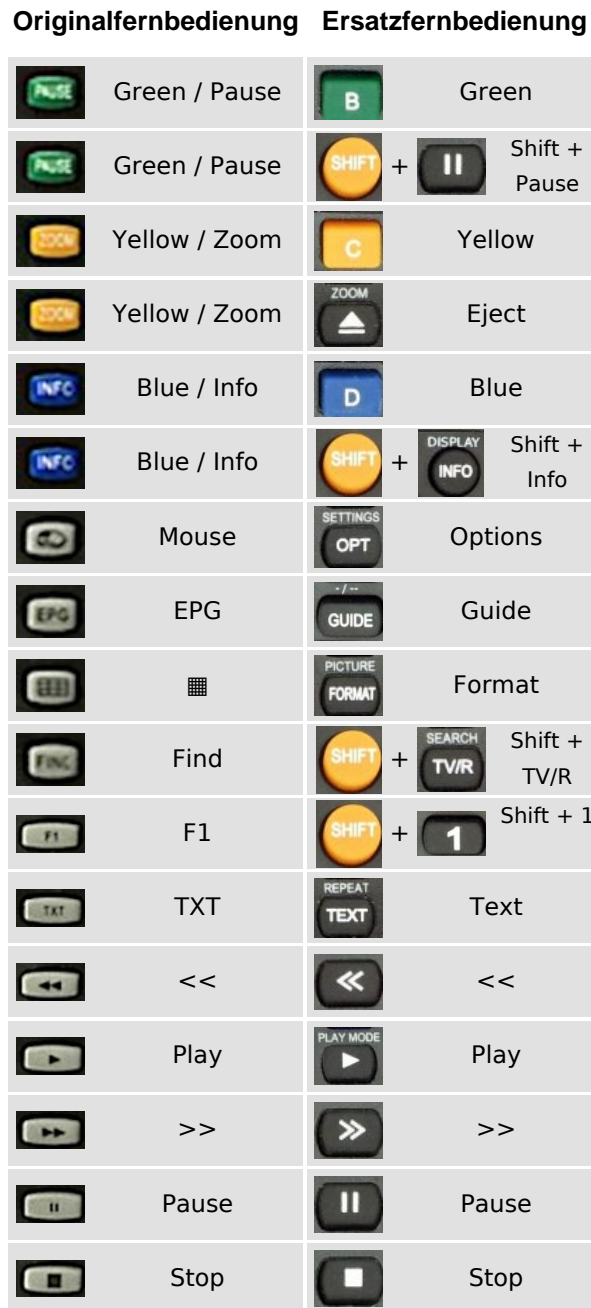 Originalfernbedienung Ersatzfernbedienung
PAUSE Green / Pause B Green
PAUSE Green / Pause SHIFT + Shift + Pause
ZOOM Yellow / Zoom C Yellow
ZOOM Yellow / Zoom ZOOM Eject
INFO Blue / Info D Blue
INFO Blue / Info SHIFT + DISPLAY INFO Shift + Info
Mouse SETTINGS OPT Options
EPG EPG -/-- GUIDE Guide
▦ PICTURE FORMAT Format
FIND Find SHIFT + SEARCH TV/R Shift + TV/R
F1 F1 SHIFT + 1 Shift + 1
TXT TXT REPEAT TEXT Text
<< <<
Play PLAY MODE Play
>> >>
Pause Pause
Stop Stop